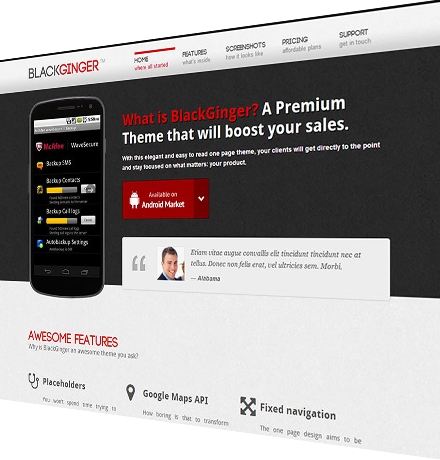 BLACKGINGER™
HOME
where all started
FEATURES
what's inside
SCREENSHOTS
how it looks like
PRICING
affordable plans
SUPPORT
get in touch
McAfee WaveSecure
Backup SMS
Backup Contacts
Backup Call logs
Autobackup Settings
What is BlackGinger? A Premium
Theme that will boost your sales.
With this elegant and easy to read one page theme, your clients will get directly to the point
and stay focused on what matters: your product.
Available on
Android Market
Etiam vitae augue convallis elit tincidunt tincidunt nec at
tellus. Donec non felis erat, vel ultricies sem. Morbi.
— Alabama
AWESOME FEATURES
Why is BlackGinger an awesome theme you ask?
Placeholders
You wont spend time trying to
Google Maps API
How boring is that to transform
Fixed navigation
The one page design aims to be